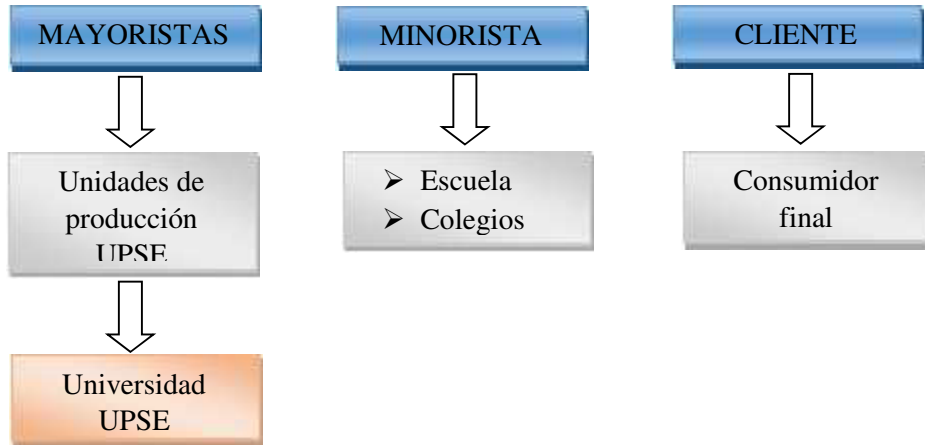 MAYORISTAS
MINORISTA
CLIENTE
Unidades de
producción
UPSE
➤ Escuela
➤ Colegios
Consumidor
final
Universidad
UPSE